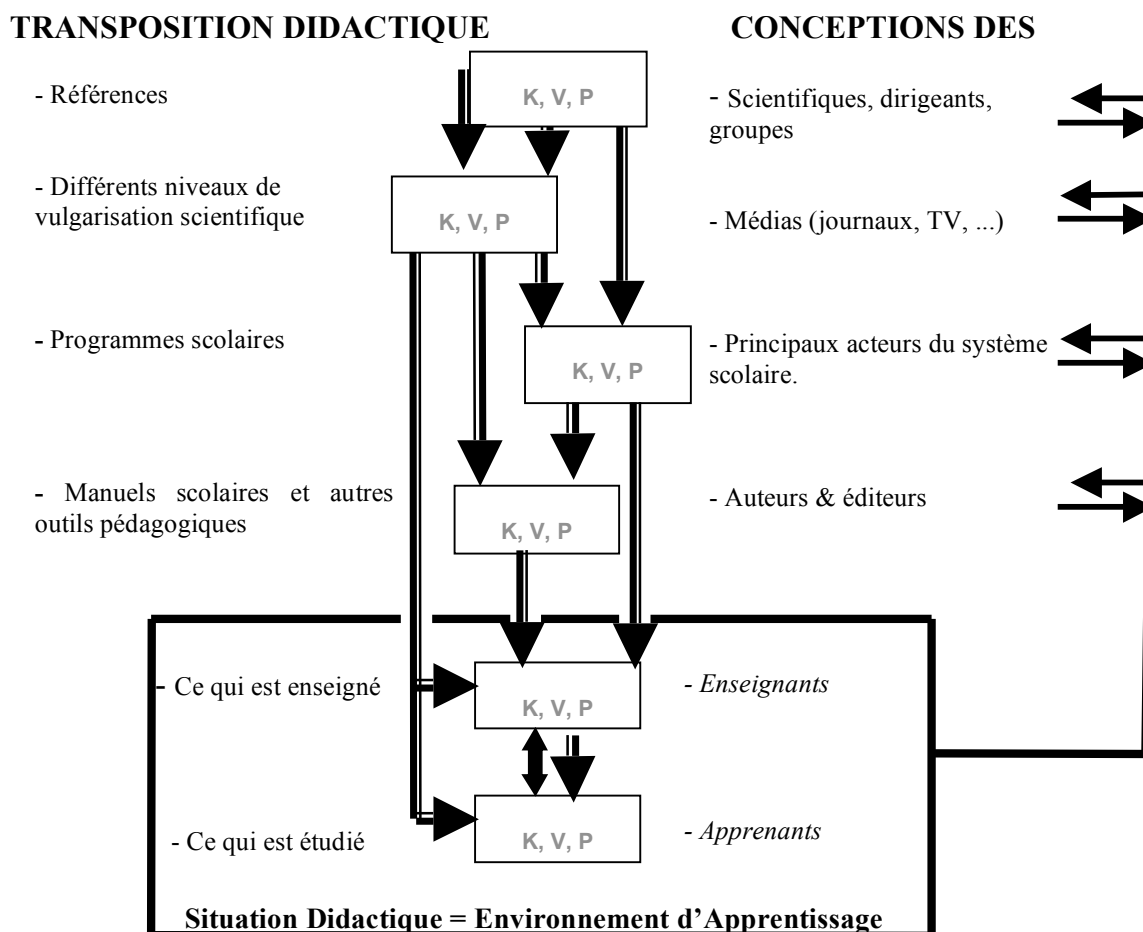 TRANSPOSITION DIDACTIQUE
CONCEPTIONS DES
- Références
K, V, P
- Scientifiques, dirigeants,
groupes
- Différents niveaux de
vulgarisation scientifique
K, V, P
- Médias (journaux, TV, ...)
- Programmes scolaires
K, V, P
- Principaux acteurs du système
scolaire.
- Manuels scolaires et autres
outils pédagogiques
K, V, P
- Auteurs & éditeurs
- Ce qui est enseigné
K, V, P
- Enseignants
- Ce qui est étudié
K, V, P
- Apprenants
Situation Didactique = Environnement d’Apprentissage